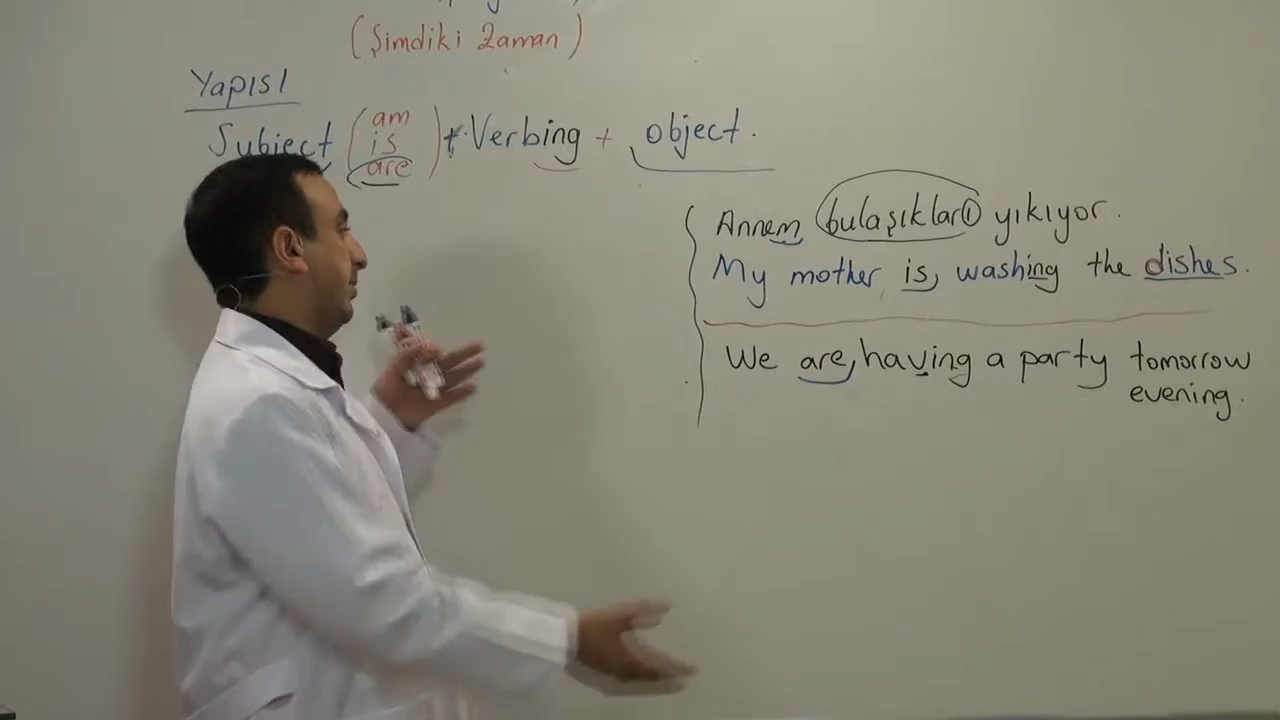 (Şimdiki Zaman)
Yapısı
Subject (am is are) + Verbing + object.
Annem bulaşıkları yıkıyor.
My mother is washing the dishes.
We are having a party tomorrow
evening.